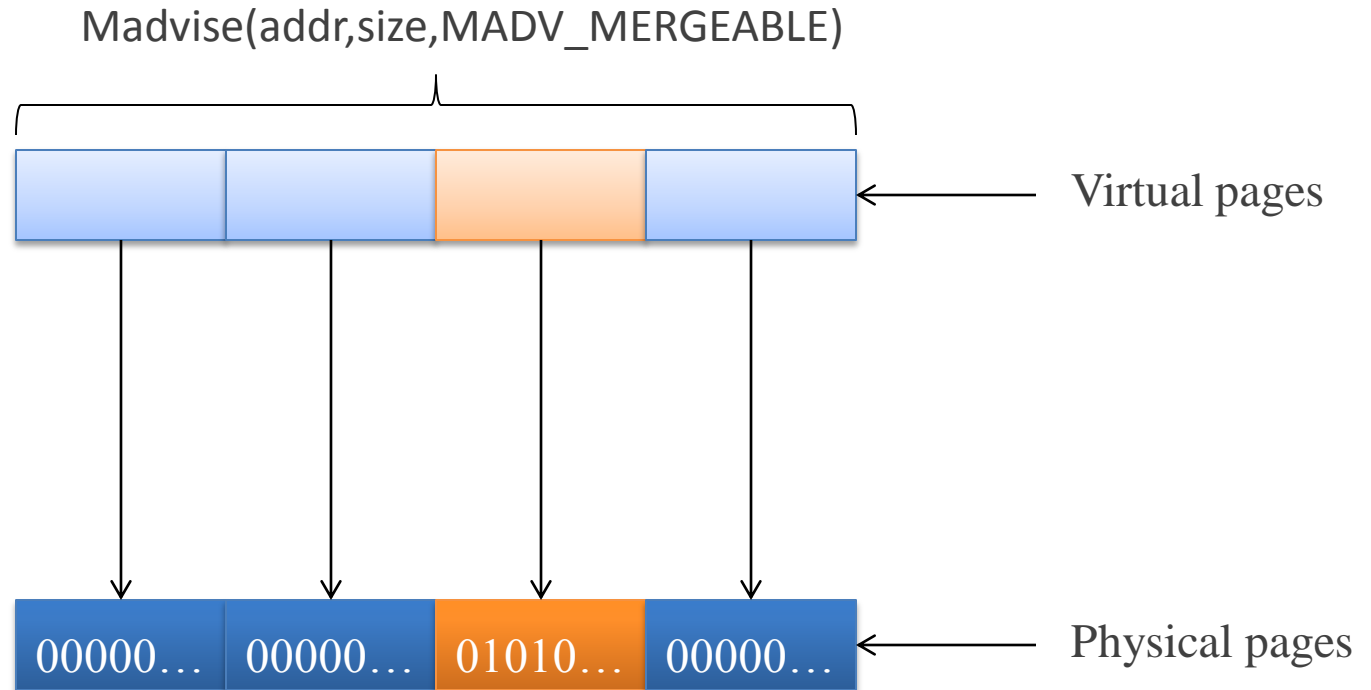 Madvise(addr,size,MADV_MERGEABLE)
Virtual pages
00000… 00000… 01010… 00000…
Physical pages